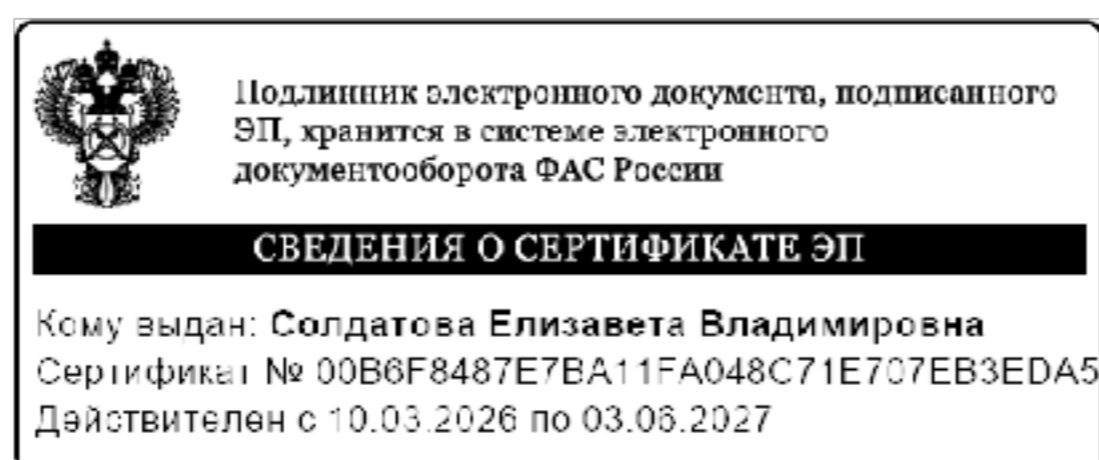 Подлинник электронного документа, подписанного
ЭП, хранится в системе электронного
документооборота ФАС России
СВЕДЕНИЯ О СЕРТИФИКАТЕ ЭП
Кому выдан: Солдатова Елизавета Владимировна
Сертификат № 00B6F8487E7BA11FA048C71E707EB3EDA5
Действителен с 10.03.2026 по 03.06.2027